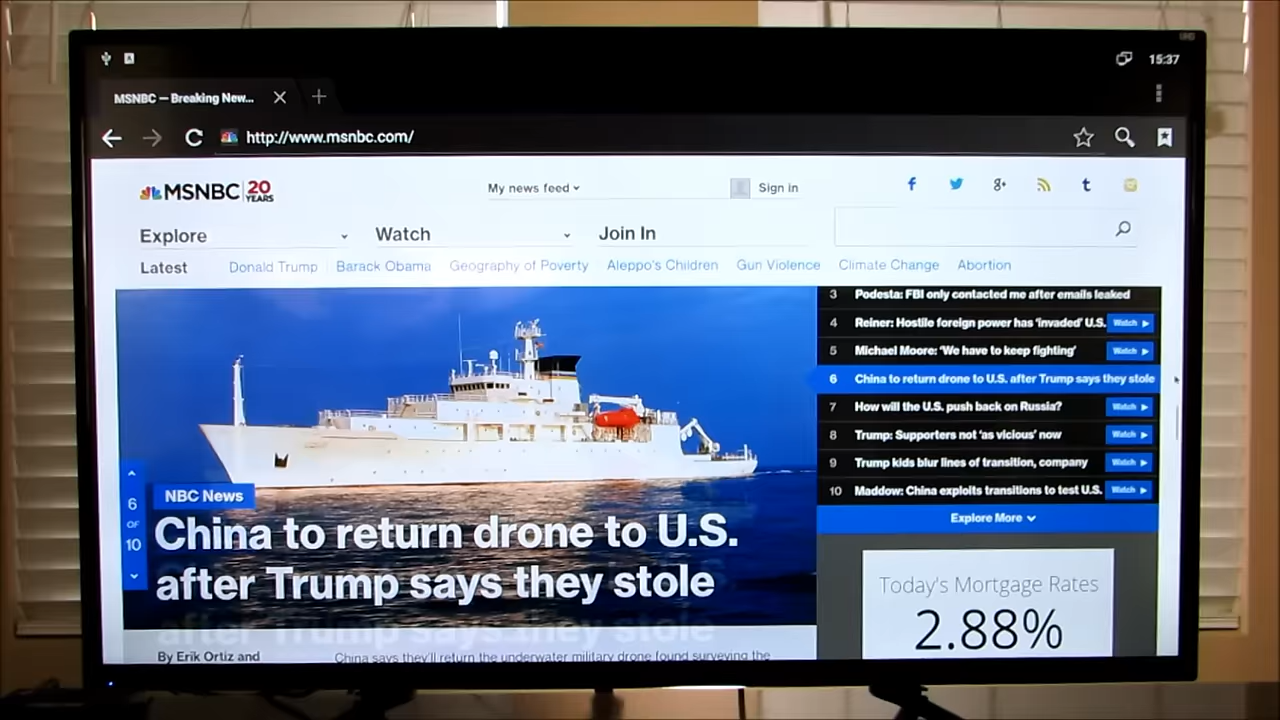 UHD
15:37
MSNBC — Breaking New...
http://www.msnbc.com/
MSNBC 20 YEARS
My news feed
Sign in
Explore
Watch
Join In
Latest Donald Trump Barack Obama Geography of Poverty Aleppo's Children Gun Violence Climate Change Abortion
3 Podesta: FBI only contacted me after emails leaked
4 Reiner: Hostile foreign power has 'invaded' U.S. Watch
5 Michael Moore: 'We have to keep fighting' Watch
6 China to return drone to U.S. after Trump says they stole
7 How will the U.S. push back on Russia? Watch
8 Trump: Supporters not 'as vicious' now Watch
9 Trump kids blur lines of transition, company Watch
10 Maddow: China exploits transitions to test U.S. Watch
Explore More
6
OF
10
NBC News
China to return drone to U.S.
after Trump says they stole
after Trump says they stole
By Erik Ortiz and
China says they'll return the underwater military drone found surveying the
Today's Mortgage Rates
2.88%